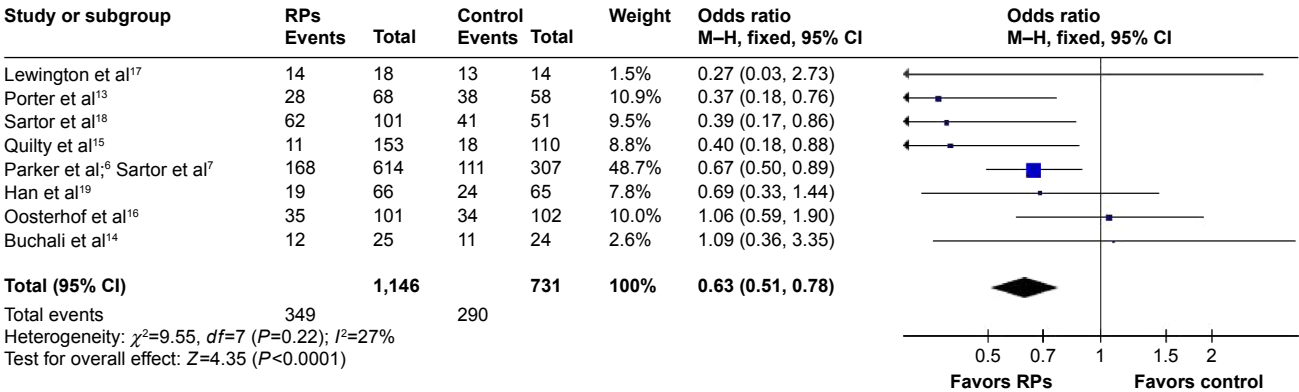 Study or subgroup RPs Control Weight Odds ratio Odds ratio
Events Total Events Total M–H, fixed, 95% CI M–H, fixed, 95% CI
Lewington et al¹⁷ 14 18 13 14 1.5% 0.27 (0.03, 2.73)
Porter et al¹³ 28 68 38 58 10.9% 0.37 (0.18, 0.76)
Sartor et al¹⁸ 62 101 41 51 9.5% 0.39 (0.17, 0.86)
Quilty et al¹⁵ 11 153 18 110 8.8% 0.40 (0.18, 0.88)
Parker et al;⁶ Sartor et al⁷ 168 614 111 307 48.7% 0.67 (0.50, 0.89)
Han et al¹⁹ 19 66 24 65 7.8% 0.69 (0.33, 1.44)
Oosterhof et al¹⁶ 35 101 34 102 10.0% 1.06 (0.59, 1.90)
Buchali et al¹⁴ 12 25 11 24 2.6% 1.09 (0.36, 3.35)
Total (95% CI) 1,146 731 100% 0.63 (0.51, 0.78)
Total events 349 290
Heterogeneity: χ²=9.55, df=7 (P=0.22); I²=27%
Test for overall effect: Z=4.35 (P<0.0001)
0.5 0.7 1 1.5 2
Favors RPs Favors control